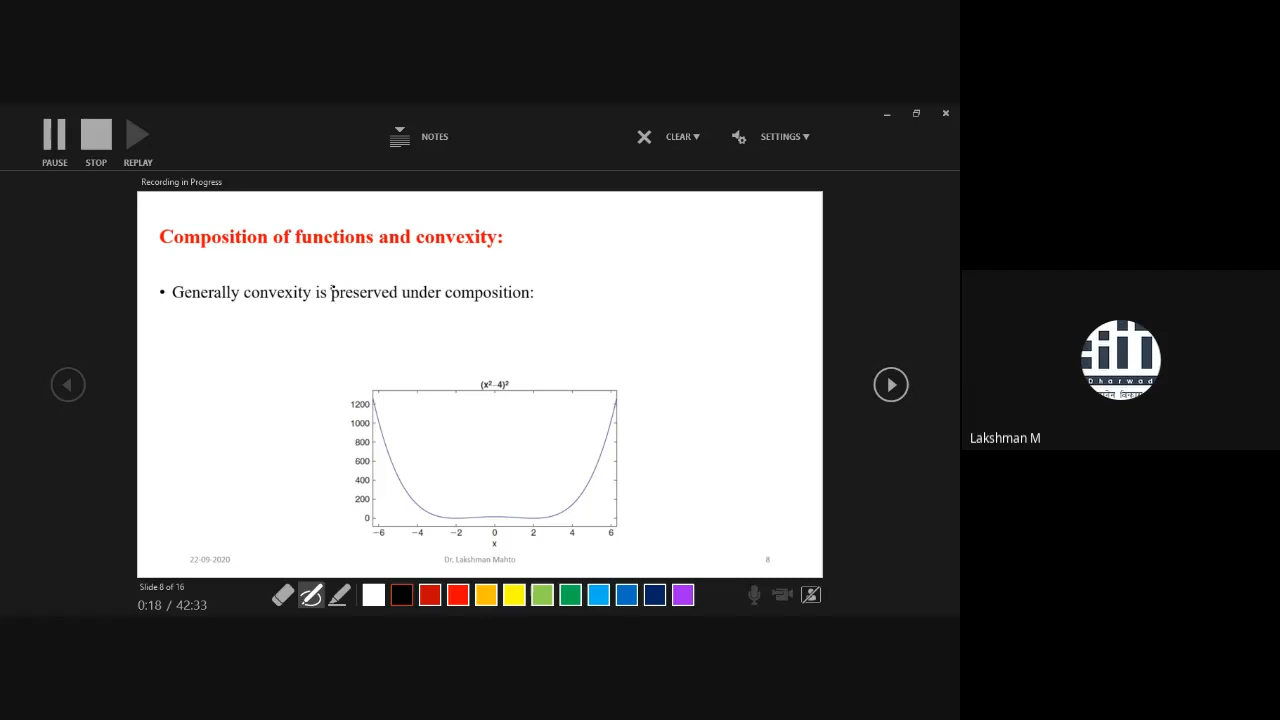 NOTES
CLEAR
SETTINGS
PAUSE STOP REPLAY
Recording in Progress
Composition of functions and convexity:
• Generally convexity is preserved under composition:
(x²-4)²
1200
1000
800
600
400
200
0
−6 −4 −2 0 2 4 6
x
22-09-2020 Dr. Lakshman Mahto 8
Slide 8 of 16
0:18 / 42:33
Dharwad
Lakshman M